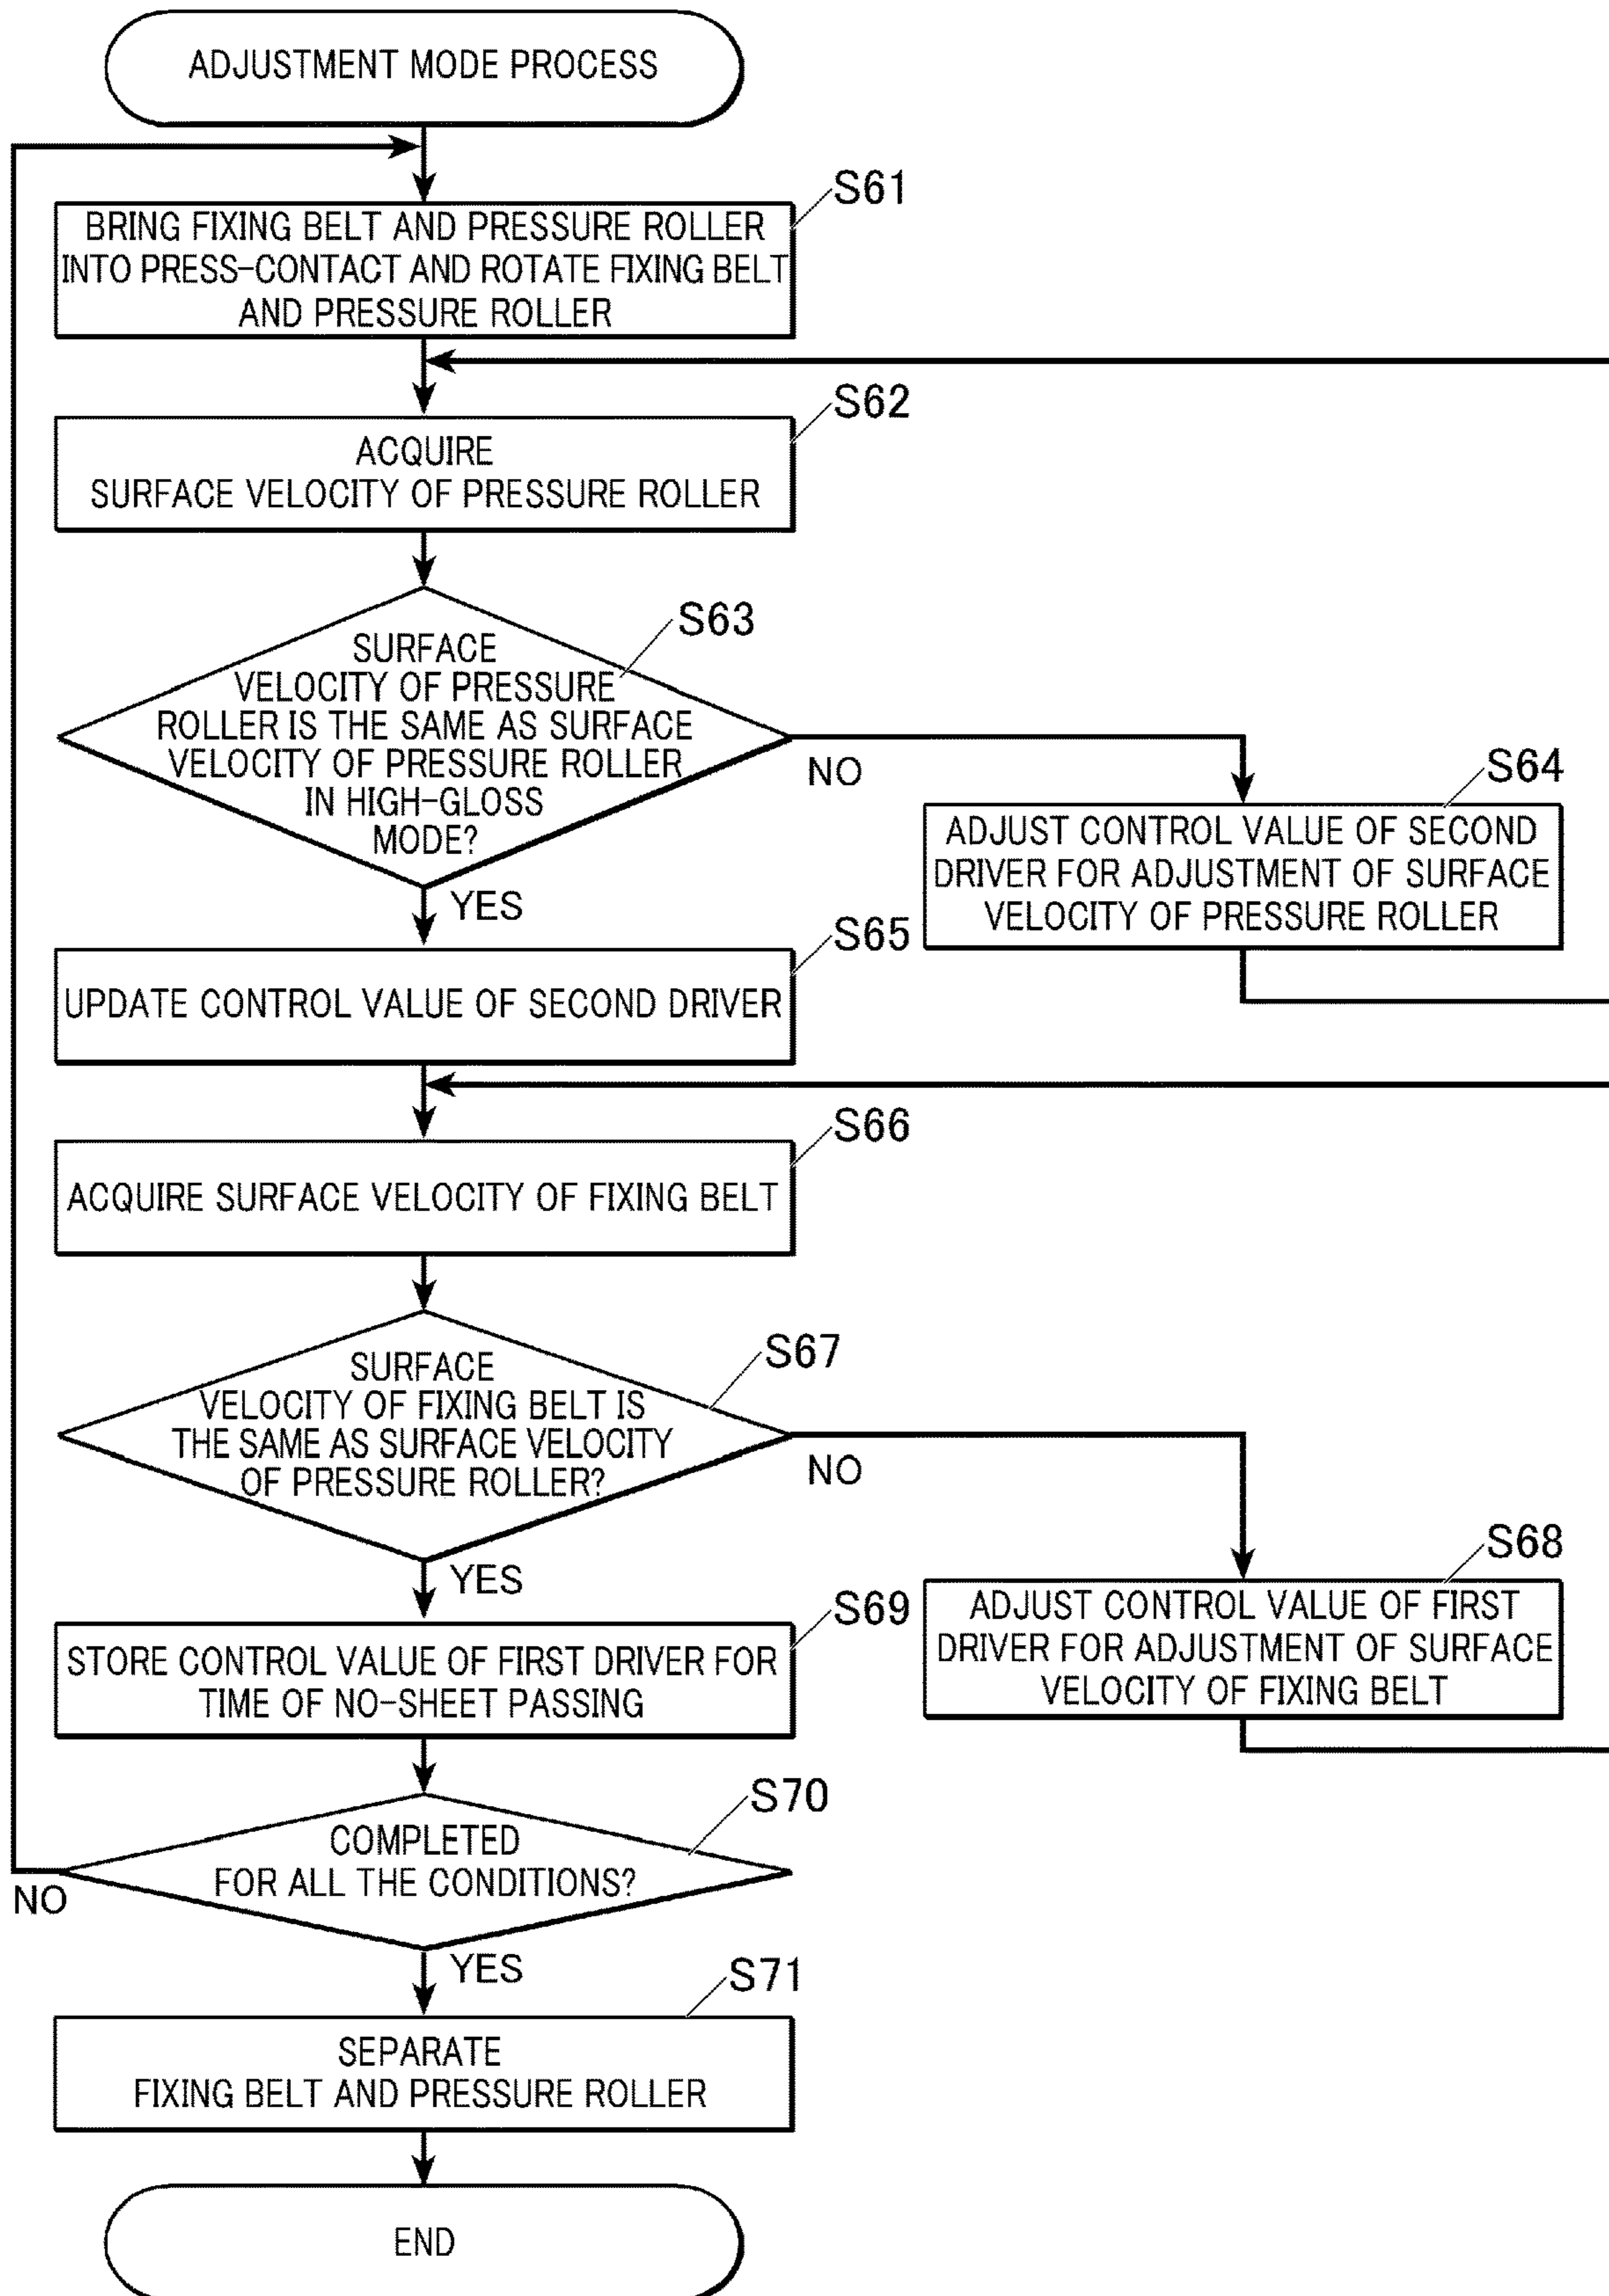 ADJUSTMENT MODE PROCESS
S61
BRING FIXING BELT AND PRESSURE ROLLER
INTO PRESS-CONTACT AND ROTATE FIXING BELT
AND PRESSURE ROLLER
S62
ACQUIRE
SURFACE VELOCITY OF PRESSURE ROLLER
S63
SURFACE
VELOCITY OF PRESSURE
ROLLER IS THE SAME AS SURFACE
VELOCITY OF PRESSURE ROLLER
IN HIGH-GLOSS
MODE?
NO
YES
S64
ADJUST CONTROL VALUE OF SECOND
DRIVER FOR ADJUSTMENT OF SURFACE
VELOCITY OF PRESSURE ROLLER
S65
UPDATE CONTROL VALUE OF SECOND DRIVER
S66
ACQUIRE SURFACE VELOCITY OF FIXING BELT
S67
SURFACE
VELOCITY OF FIXING BELT IS
THE SAME AS SURFACE VELOCITY
OF PRESSURE ROLLER?
NO
YES
S68
ADJUST CONTROL VALUE OF FIRST
DRIVER FOR ADJUSTMENT OF SURFACE
VELOCITY OF FIXING BELT
S69
STORE CONTROL VALUE OF FIRST DRIVER FOR
TIME OF NO-SHEET PASSING
S70
COMPLETED
FOR ALL THE CONDITIONS?
NO
YES
S71
SEPARATE
FIXING BELT AND PRESSURE ROLLER
END